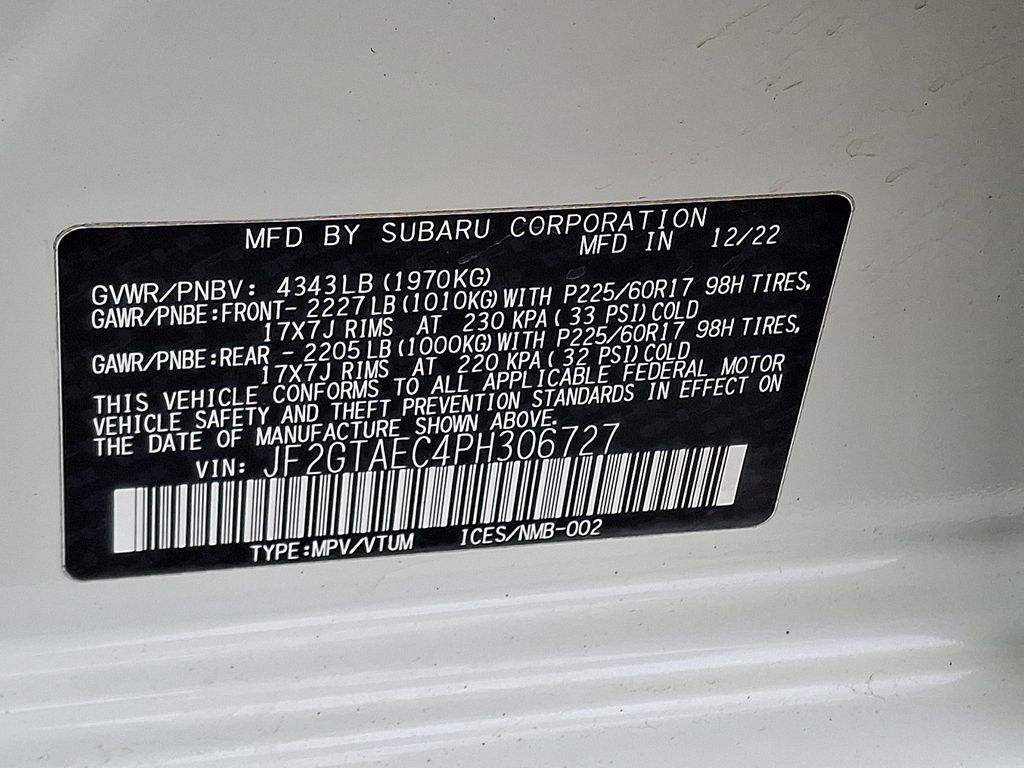 MFD BY SUBARU CORPORATION
MFD IN 12/22
GVWR/PNBV: 4343LB (1970KG)
GAWR/PNBE:FRONT- 2227LB (1010KG) WITH P225/60R17 98H TIRES,
17X7J RIMS AT 230 KPA ( 33 PSI) COLD
GAWR/PNBE:REAR - 2205LB (1000KG) WITH P225/60R17 98H TIRES,
17X7J RIMS AT 220 KPA ( 32 PSI) COLD
THIS VEHICLE CONFORMS TO ALL APPLICABLE FEDERAL MOTOR
VEHICLE SAFETY AND THEFT PREVENTION STANDARDS IN EFFECT ON
THE DATE OF MANUFACTURE SHOWN ABOVE.
VIN: JF2GTAEC4PH306727
TYPE:MPV/VTUM ICES/NMB-002